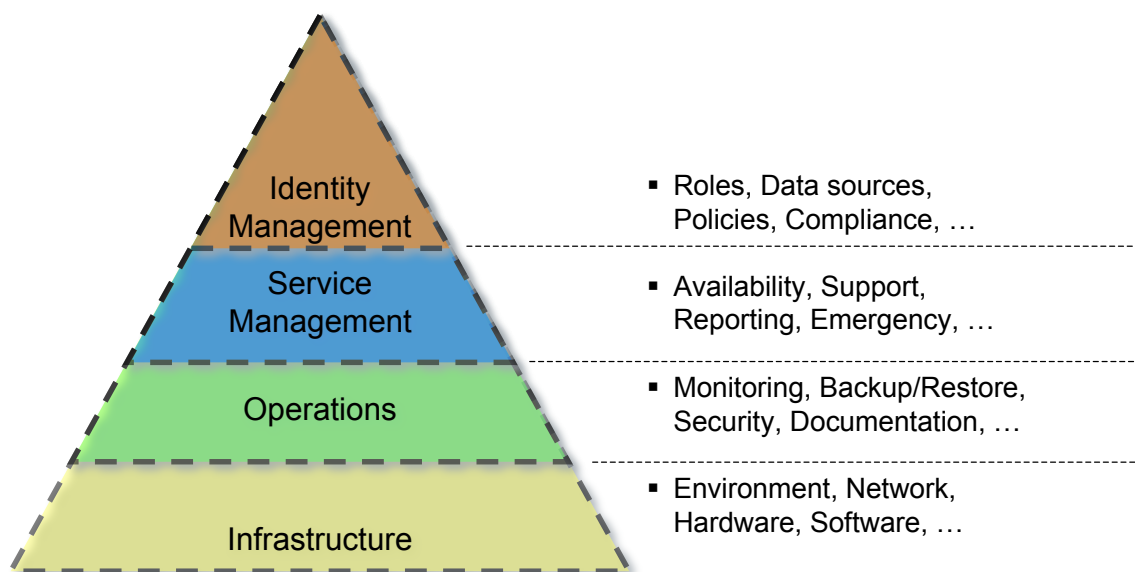 Identity
Management
▪ Roles, Data sources,
Policies, Compliance, …
Service
Management
▪ Availability, Support,
Reporting, Emergency, …
Operations
▪ Monitoring, Backup/Restore,
Security, Documentation, …
Infrastructure
▪ Environment, Network,
Hardware, Software, …